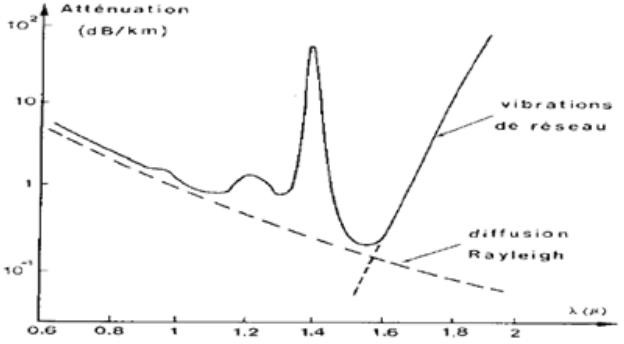 Atténuation
(dB/km)
10²
10
1
10⁻¹
vibrations
de réseau
diffusion
Rayleigh
λ(μ)
0.6
0.8
1
1.2
1.4
1.6
1,8
2